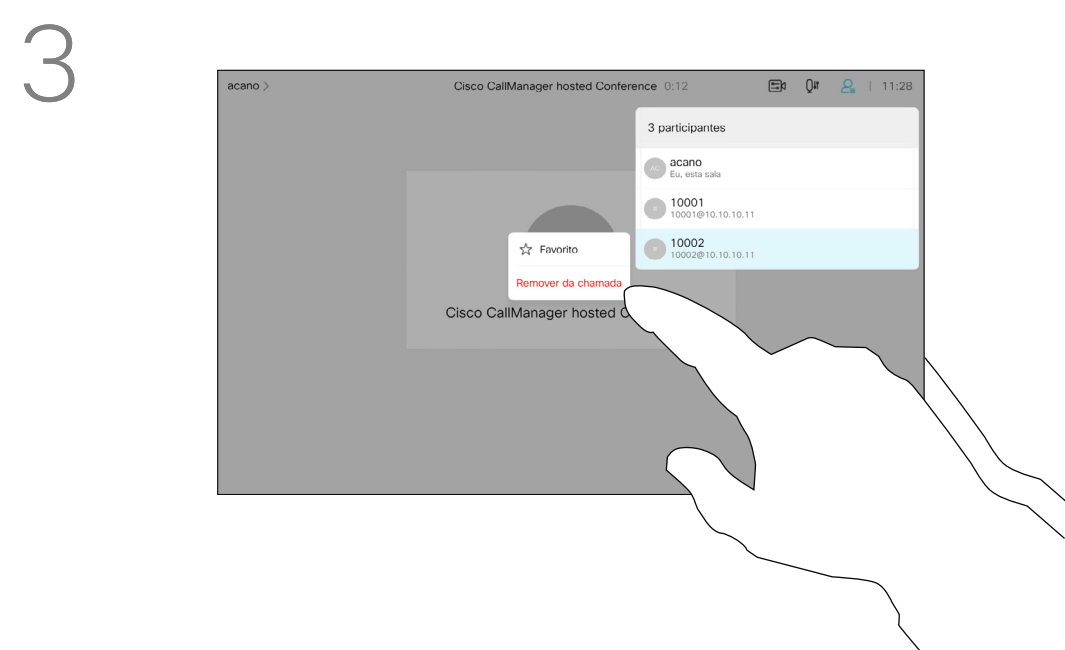 3
acano >
Cisco CallManager hosted Conference 0:12
11:28
3 participantes
AC
acano
Eu, esta sala
10001
10001@10.10.10.11
10002
10002@10.10.10.11
Favorito
Remover da chamada
Cisco CallManager hosted C